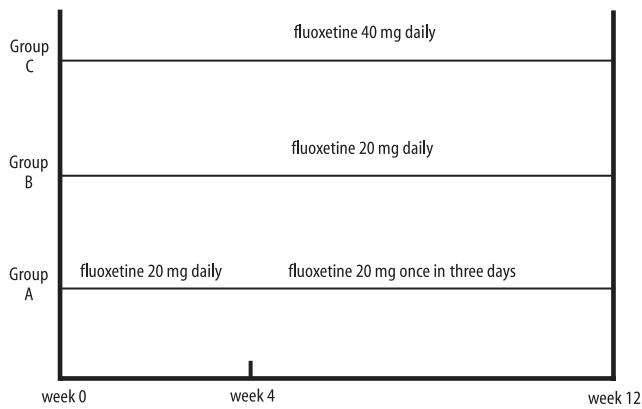 fluoxetine 40 mg daily
Group
C
fluoxetine 20 mg daily
Group
B
Group
A
fluoxetine 20 mg daily
fluoxetine 20 mg once in three days
week 0
week 4
week 12